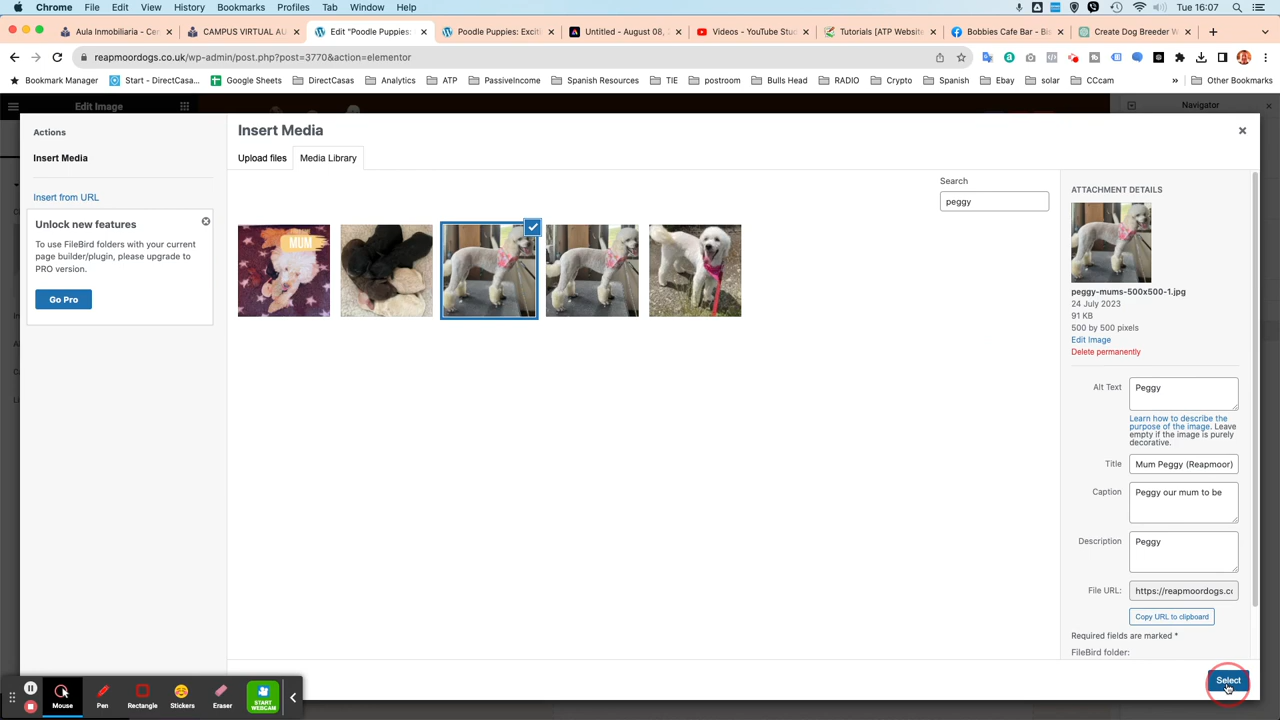 Chrome File Edit View History Bookmarks Profiles Tab Window Help Tue 16:07
Aula Inmobiliaria - Cen CAMPUS VIRTUAL AU Edit "Poodle Puppies: Poodle Puppies: Exciti Untitled - August 08, Videos - YouTube Stu Tutorials [ATP Website Bobbies Cafe Bar - Bi Create Dog Breeder W
reapmoordogs.co.uk/wp-admin/post.php?post=3770&action=elementor
Bookmark Manager Start - DirectCasa... Google Sheets DirectCasas Analytics ATP PassiveIncome Spanish Resources TIE postroom Bulls Head RADIO Crypto Spanish Ebay solar CCcam » Other Bookmarks
Edit Image Navigator
Actions
Insert Media
Insert from URL
Unlock new features
To use FileBird folders with your current
page builder/plugin, please upgrade to
PRO version.
Go Pro
Insert Media
Upload files Media Library
Search
peggy
MUM
ATTACHMENT DETAILS
peggy-mums-500x500-1.jpg
24 July 2023
91 KB
500 by 500 pixels
Edit Image
Delete permanently
Alt Text Peggy
Learn how to describe the
purpose of the image. Leave
empty if the image is purely
decorative.
Title Mum Peggy (Reapmoor)
Caption Peggy our mum to be
Description Peggy
File URL: https://reapmoordogs.cc
Copy URL to clipboard
Required fields are marked *
FileBird folder:
Select
Mouse Pen Rectangle Stickers Eraser START
WEBCAM